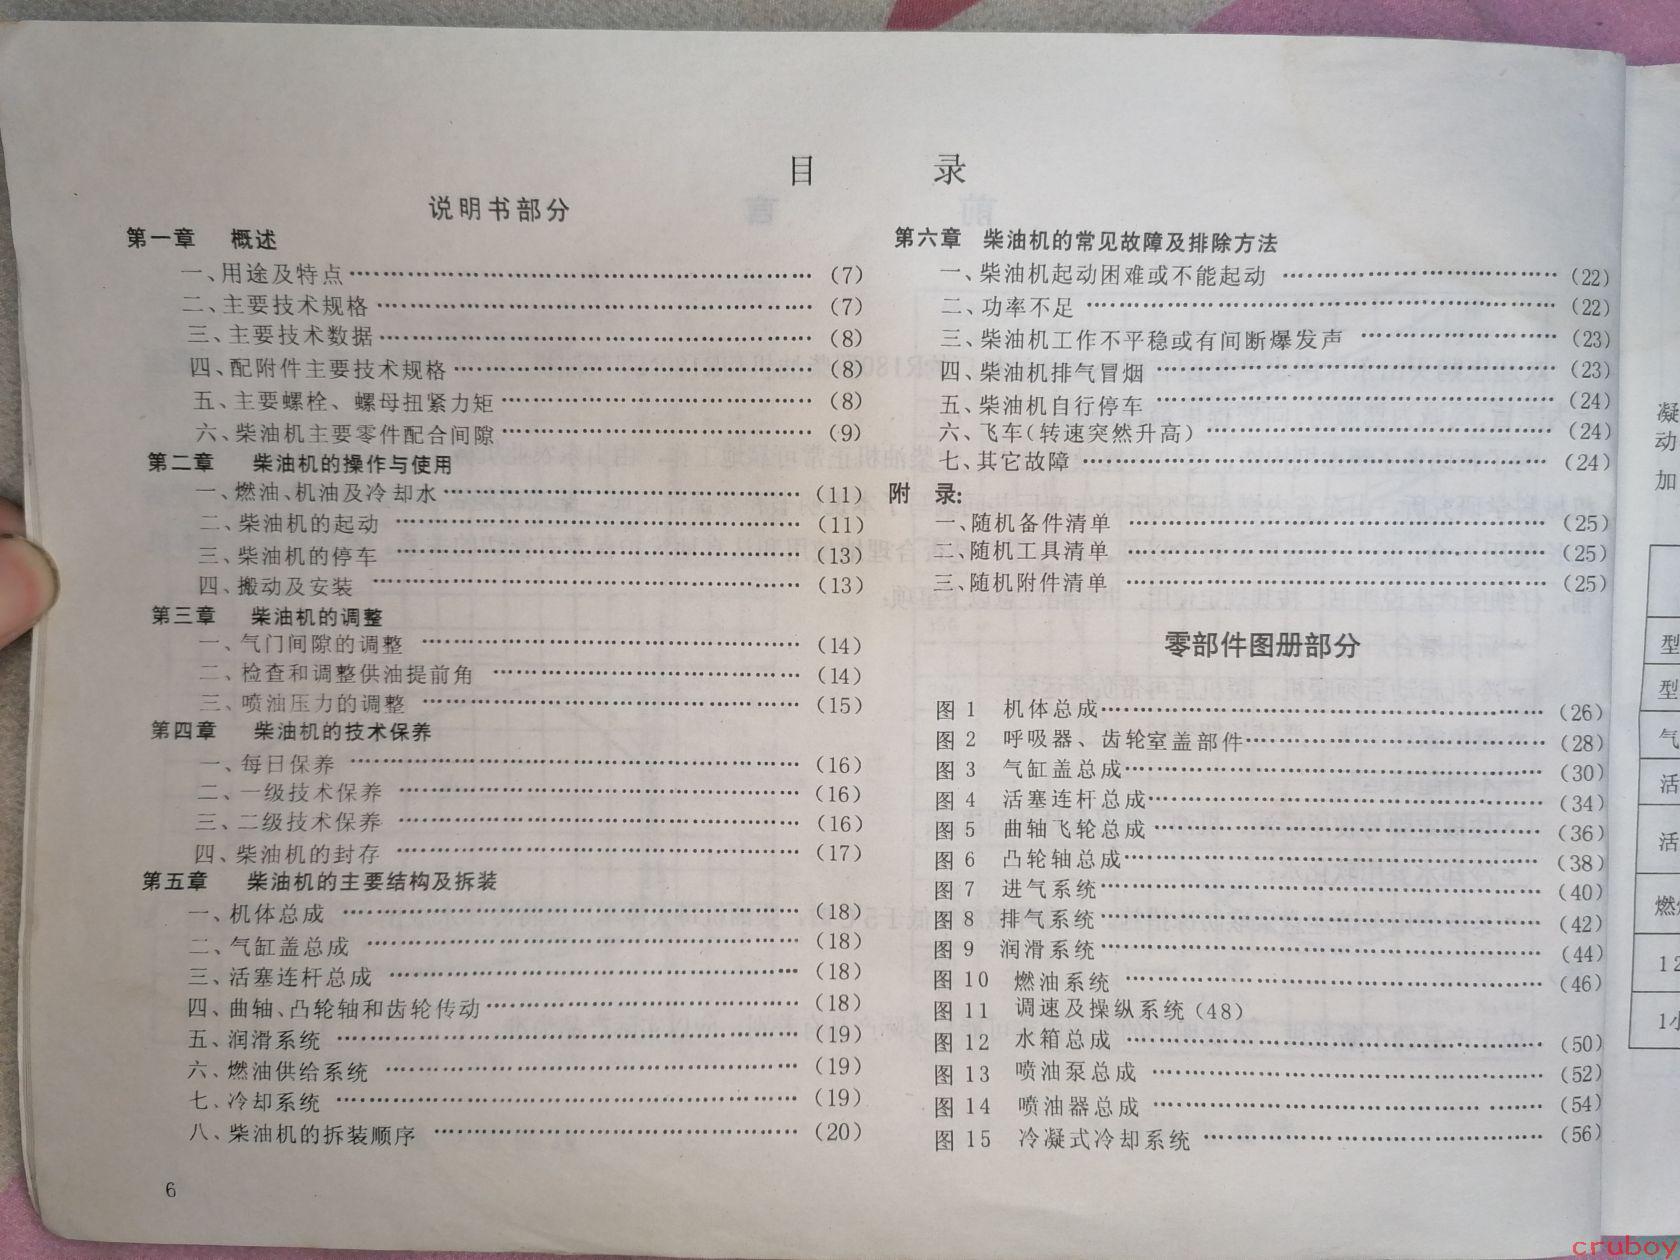 目 录
说明书部分
第一章 概述
一、用途及特点……(7)
二、主要技术规格……(7)
三、主要技术数据……(8)
四、配附件主要技术规格……(8)
五、主要螺栓、螺母扭紧力矩……(8)
六、柴油机主要零件配合间隙……(9)
第二章 柴油机的操作与使用
一、燃油、机油及冷却水……(11)
二、柴油机的起动……(11)
三、柴油机的停车……(13)
四、搬动及安装……(13)
第三章 柴油机的调整
一、气门间隙的调整……(14)
二、检查和调整供油提前角……(14)
三、喷油压力的调整……(15)
第四章 柴油机的技术保养
一、每日保养……(16)
二、一级技术保养……(16)
三、二级技术保养……(16)
四、柴油机的封存……(17)
第五章 柴油机的主要结构及拆装
一、机体总成……(18)
二、气缸盖总成……(18)
三、活塞连杆总成……(18)
四、曲轴、凸轮轴和齿轮传动……(18)
五、润滑系统……(19)
六、燃油供给系统……(19)
七、冷却系统……(19)
八、柴油机的拆装顺序……(20)
6
第六章 柴油机的常见故障及排除方法
一、柴油机起动困难或不能起动……(22)
二、功率不足……(22)
三、柴油机工作不平稳或有间断爆发声……(23)
四、柴油机排气冒烟……(23)
五、柴油机自行停车……(24)
六、飞车(转速突然升高)……(24)
七、其它故障……(24)
附 录:
一、随机备件清单……(25)
二、随机工具清单……(25)
三、随机附件清单……(25)
零部件图册部分
图 1 机体总成……(26)
图 2 呼吸器、齿轮室盖部件……(28)
图 3 气缸盖总成……(30)
图 4 活塞连杆总成……(34)
图 5 曲轴飞轮总成……(36)
图 6 凸轮轴总成……(38)
图 7 进气系统……(40)
图 8 排气系统……(42)
图 9 润滑系统……(44)
图 10 燃油系统……(46)
图 11 调速及操纵系统(48)
图 12 水箱总成……(50)
图 13 喷油泵总成……(52)
图 14 喷油器总成……(54)
图 15 冷凝式冷却系统……(56)
凝
动
加
型
型
气
活
活
燃
12
1小
cruboy